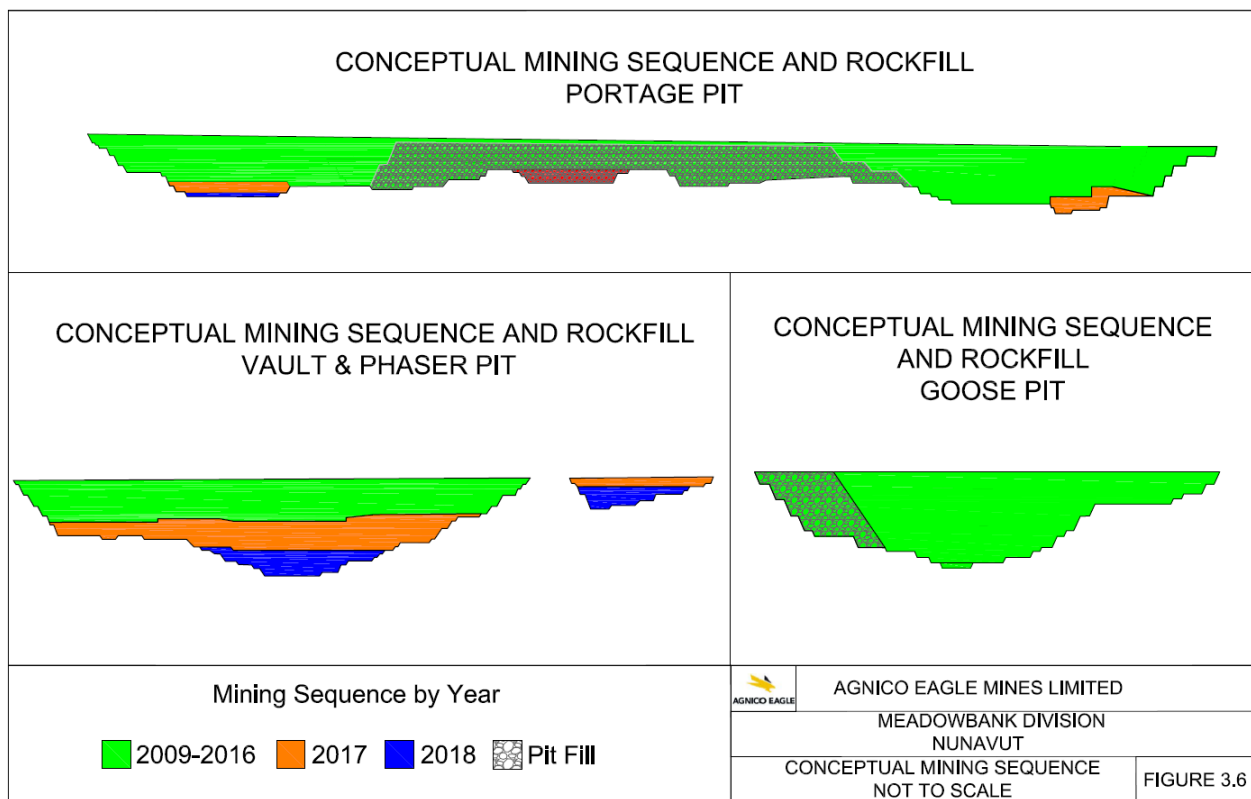 CONCEPTUAL MINING SEQUENCE AND ROCKFILL
PORTAGE PIT
CONCEPTUAL MINING SEQUENCE AND ROCKFILL
VAULT & PHASER PIT
CONCEPTUAL MINING SEQUENCE
AND ROCKFILL
GOOSE PIT
Mining Sequence by Year
2009-2016
2017
2018
Pit Fill
AGNICO EAGLE
AGNICO EAGLE MINES LIMITED
MEADOWBANK DIVISION
NUNAVUT
CONCEPTUAL MINING SEQUENCE
NOT TO SCALE
FIGURE 3.6